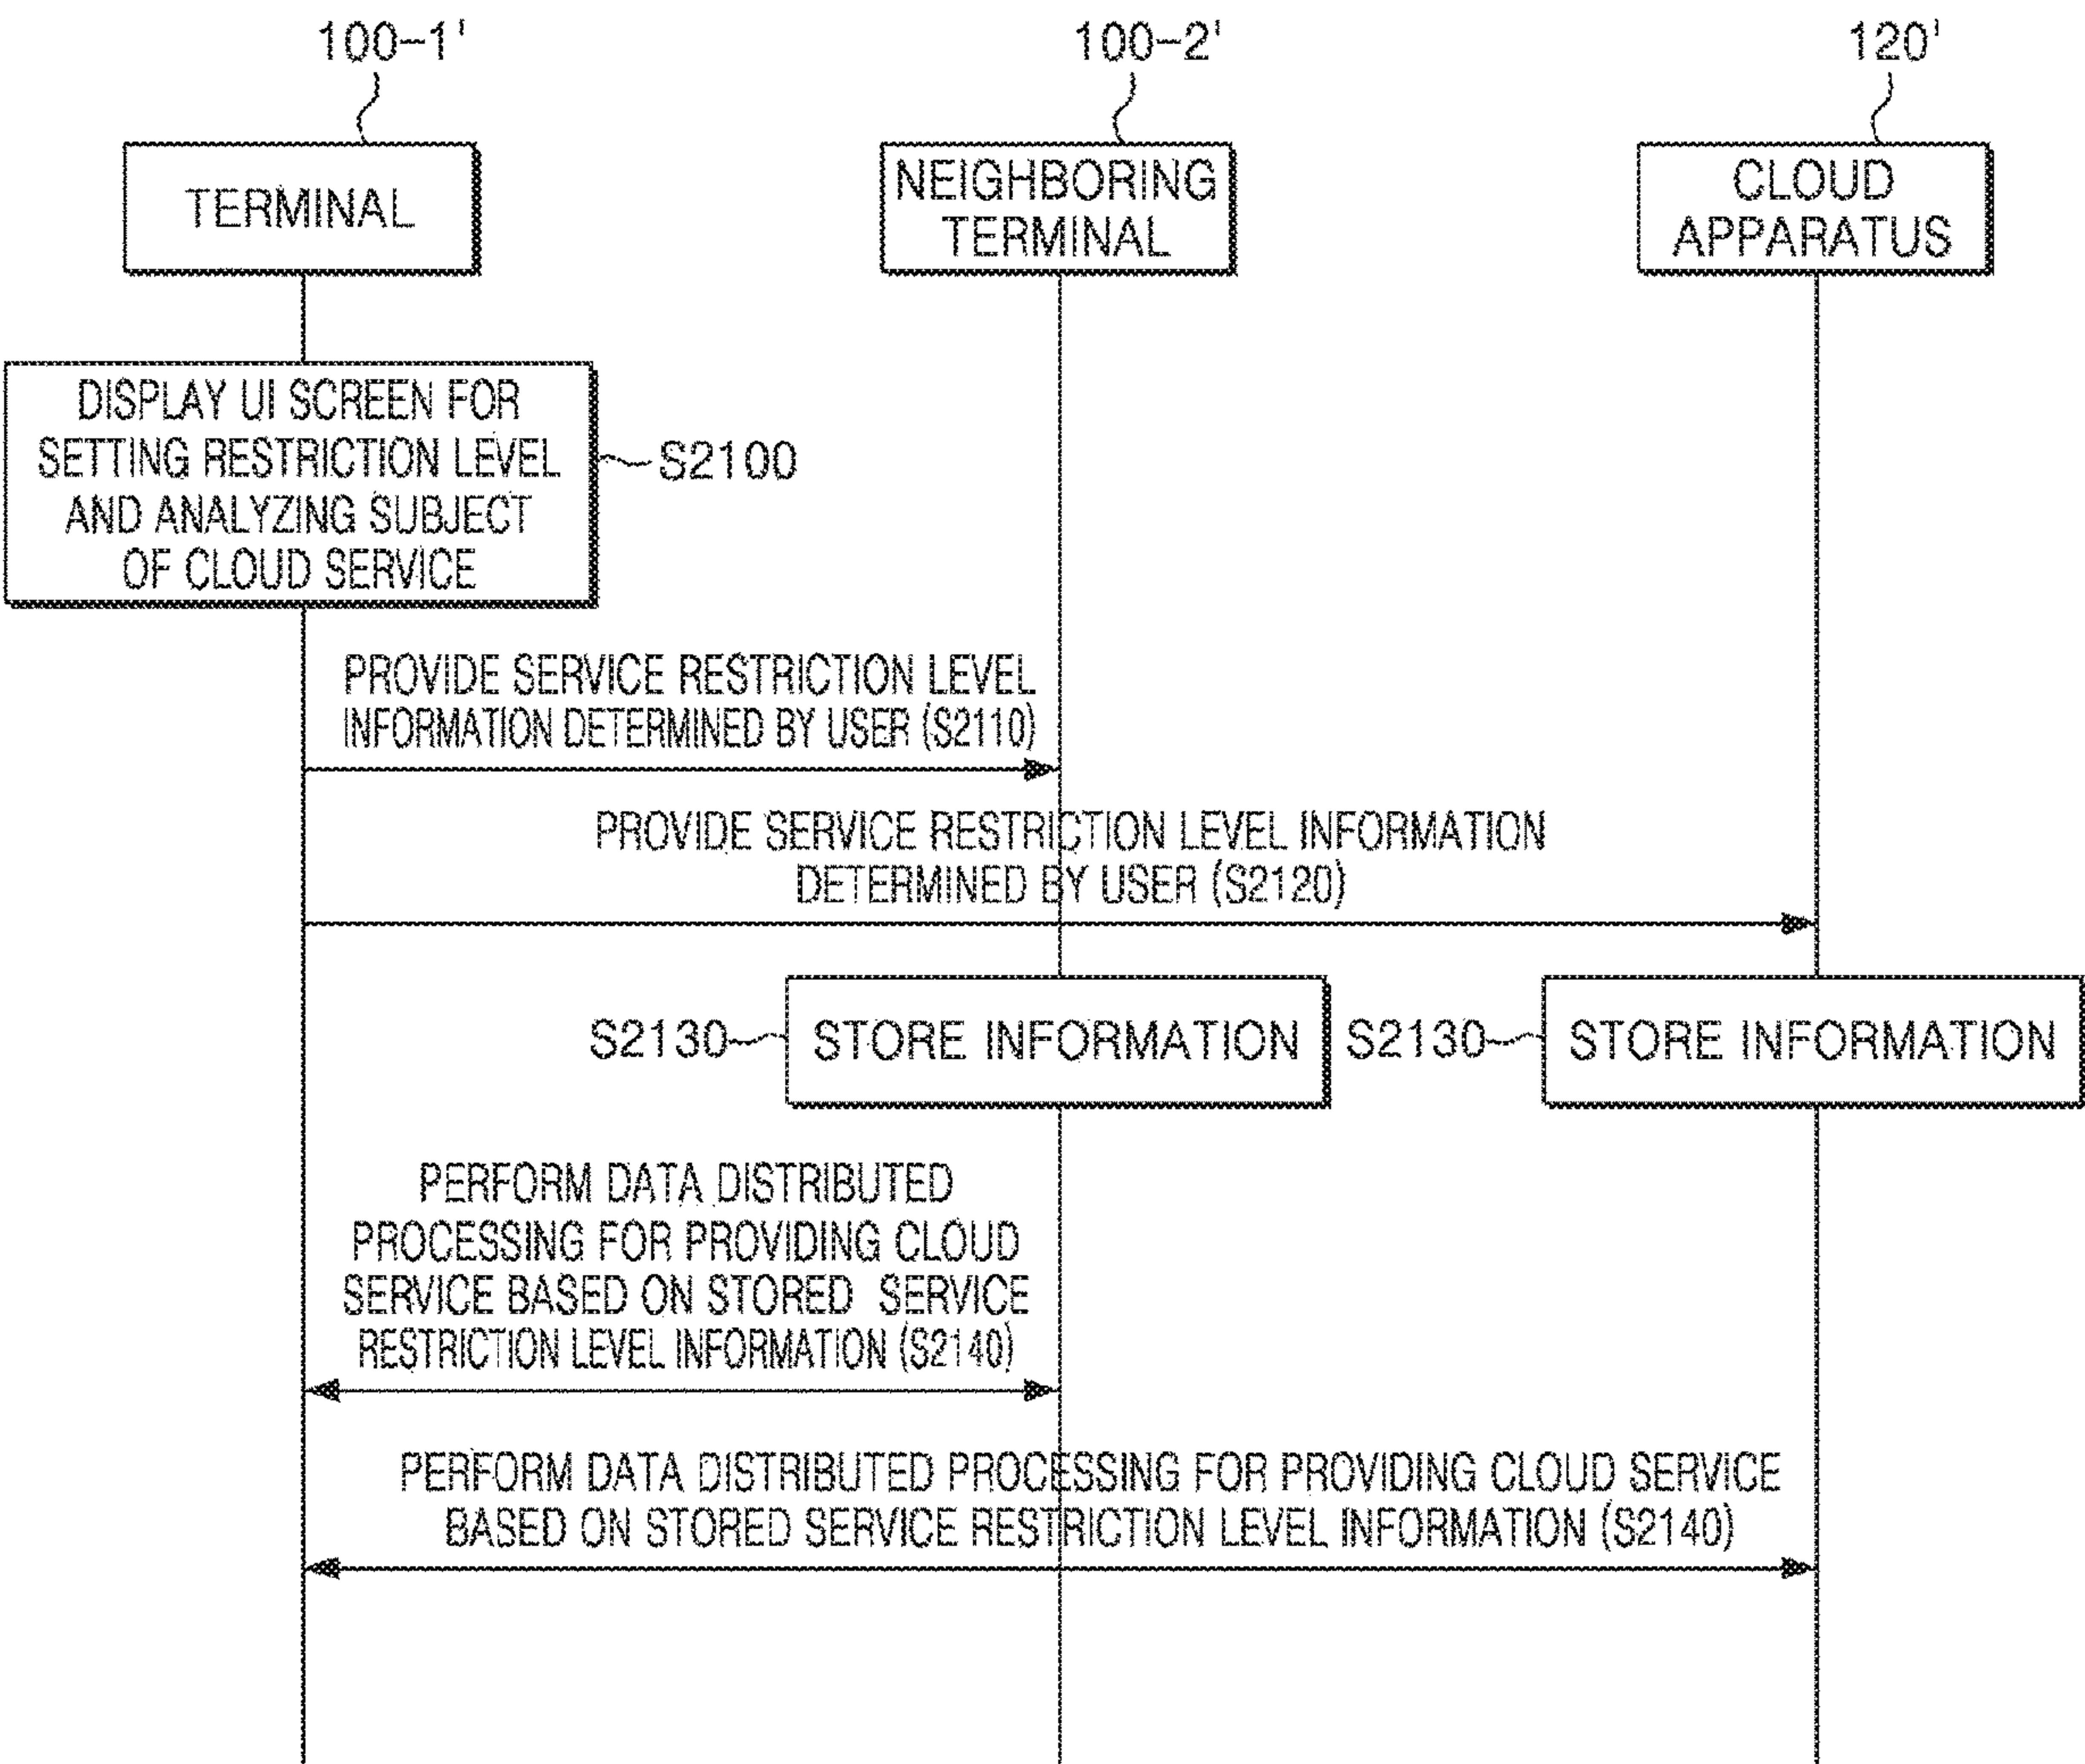 100-1'
100-2'
120'
TERMINAL
NEIGHBORING
TERMINAL
CLOUD
APPARATUS
DISPLAY UI SCREEN FOR
SETTING RESTRICTION LEVEL
AND ANALYZING SUBJECT
OF CLOUD SERVICE
S2100
PROVIDE SERVICE RESTRICTION LEVEL
INFORMATION DETERMINED BY USER (S2110)
PROVIDE SERVICE RESTRICTION LEVEL INFORMATION
DETERMINED BY USER (S2120)
S2130
STORE INFORMATION
S2130
STORE INFORMATION
PERFORM DATA DISTRIBUTED
PROCESSING FOR PROVIDING CLOUD
SERVICE BASED ON STORED SERVICE
RESTRICTION LEVEL INFORMATION (S2140)
PERFORM DATA DISTRIBUTED PROCESSING FOR PROVIDING CLOUD SERVICE
BASED ON STORED SERVICE RESTRICTION LEVEL INFORMATION (S2140)